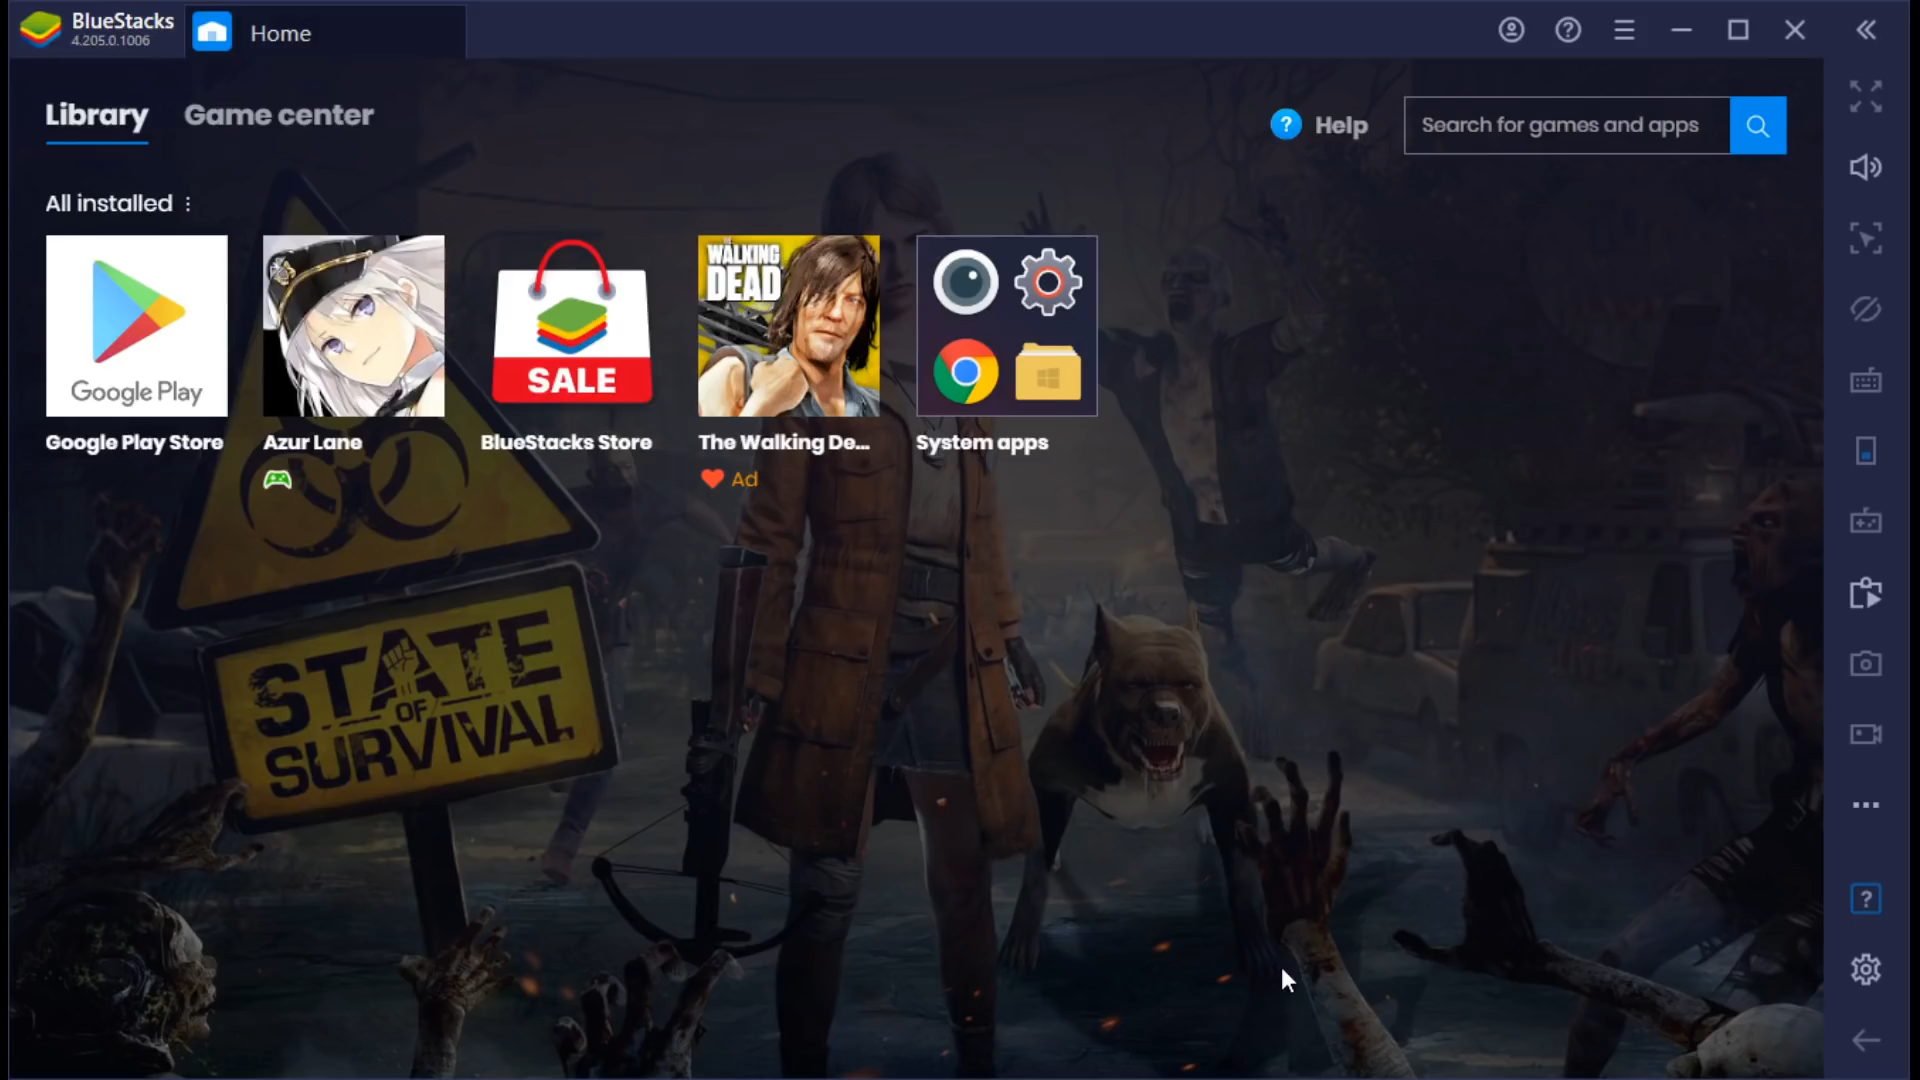 BlueStacks
4.205.0.1006
Home
Library
Game center
? Help
Search for games and apps
All installed
Google Play
SALE
THE
WALKING
DEAD
Google Play Store
Azur Lane
BlueStacks Store
The Walking De...
System apps
Ad
STATE
OF
SURVIVAL